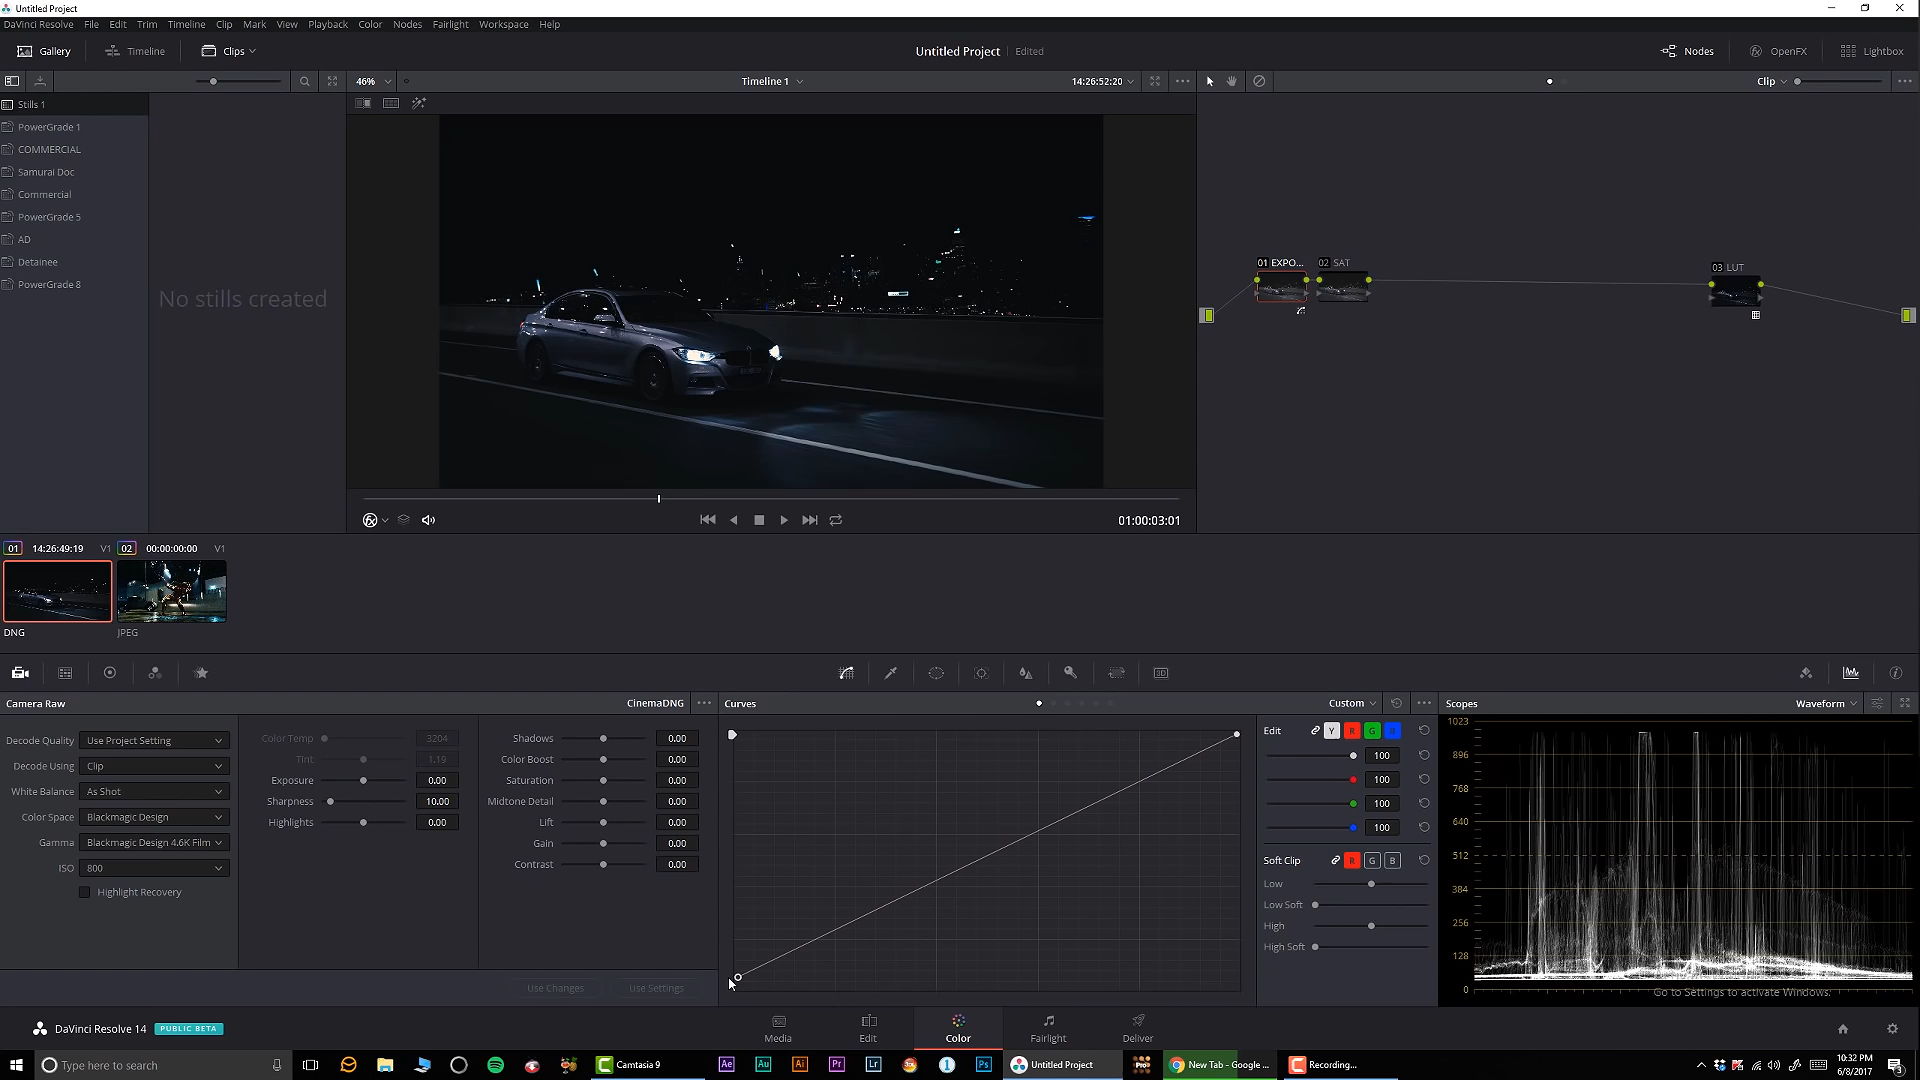 Untitled Project
DaVinci Resolve File Edit Trim Timeline Clip Mark View Playback Color Nodes Fairlight Workspace Help
Gallery Timeline Clips Untitled Project Edited Nodes OpenFX Lightbox
46% Timeline 1 14:26:52:20 Clip
Stills 1
PowerGrade 1
COMMERCIAL
Samurai Doc
Commercial
PowerGrade 5
AD
Detainee
PowerGrade 8
No stills created
01 EXPO... 02 SAT 03 LUT
01:00:03:01
01 14:26:49:19 V1 02 00:00:00:00 V1
DNG JPEG
Camera Raw CinemaDNG Curves Custom Scopes Waveform
Decode Quality Use Project Setting
Decode Using Clip
White Balance As Shot
Color Space Blackmagic Design
Gamma Blackmagic Design 4.6K Film
ISO 800
Highlight Recovery
Color Temp 3204
Tint 1.19
Exposure 0.00
Sharpness 10.00
Highlights 0.00
Shadows 0.00
Color Boost 0.00
Saturation 0.00
Midtone Detail 0.00
Lift 0.00
Gain 0.00
Contrast 0.00
Use Changes Use Settings
Edit Y R G B
100
100
100
100
Soft Clip R G B
Low
Low Soft
High
High Soft
1023
896
768
640
512
384
256
128
0
Go to Settings to activate Windows.
DaVinci Resolve 14 PUBLIC BETA
Media Edit Color Fairlight Deliver
Type here to search Camtasia 9 Ae Au Ai Pr Lr Ps Untitled Project New Tab - Google ... Recording...
10:32 PM
6/8/2017
3